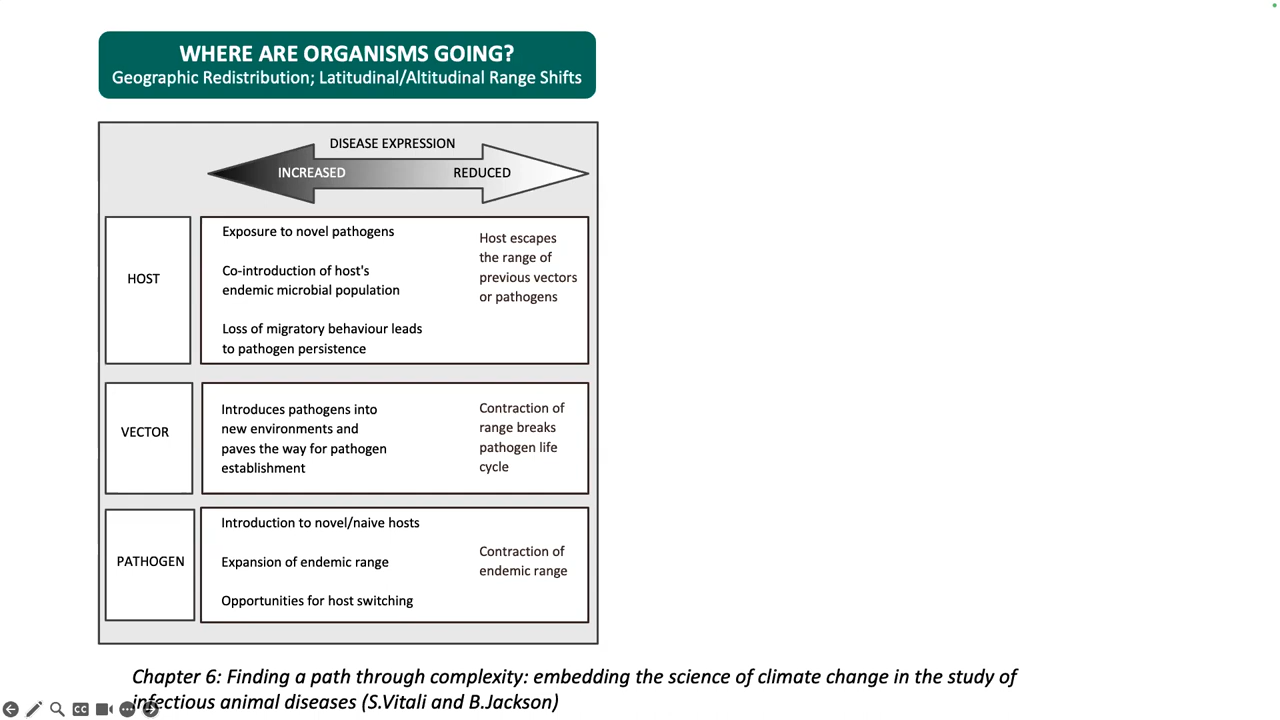 WHERE ARE ORGANISMS GOING?
Geographic Redistribution; Latitudinal/Altitudinal Range Shifts
DISEASE EXPRESSION
INCREASED
REDUCED
HOST
Exposure to novel pathogens
Co-introduction of host's
endemic microbial population
Loss of migratory behaviour leads
to pathogen persistence
Host escapes
the range of
previous vectors
or pathogens
VECTOR
Introduces pathogens into
new environments and
paves the way for pathogen
establishment
Contraction of
range breaks
pathogen life
cycle
PATHOGEN
Introduction to novel/naive hosts
Expansion of endemic range
Opportunities for host switching
Contraction of
endemic range
Chapter 6: Finding a path through complexity: embedding the science of climate change in the study of
infectious animal diseases (S.Vitali and B.Jackson)
CC